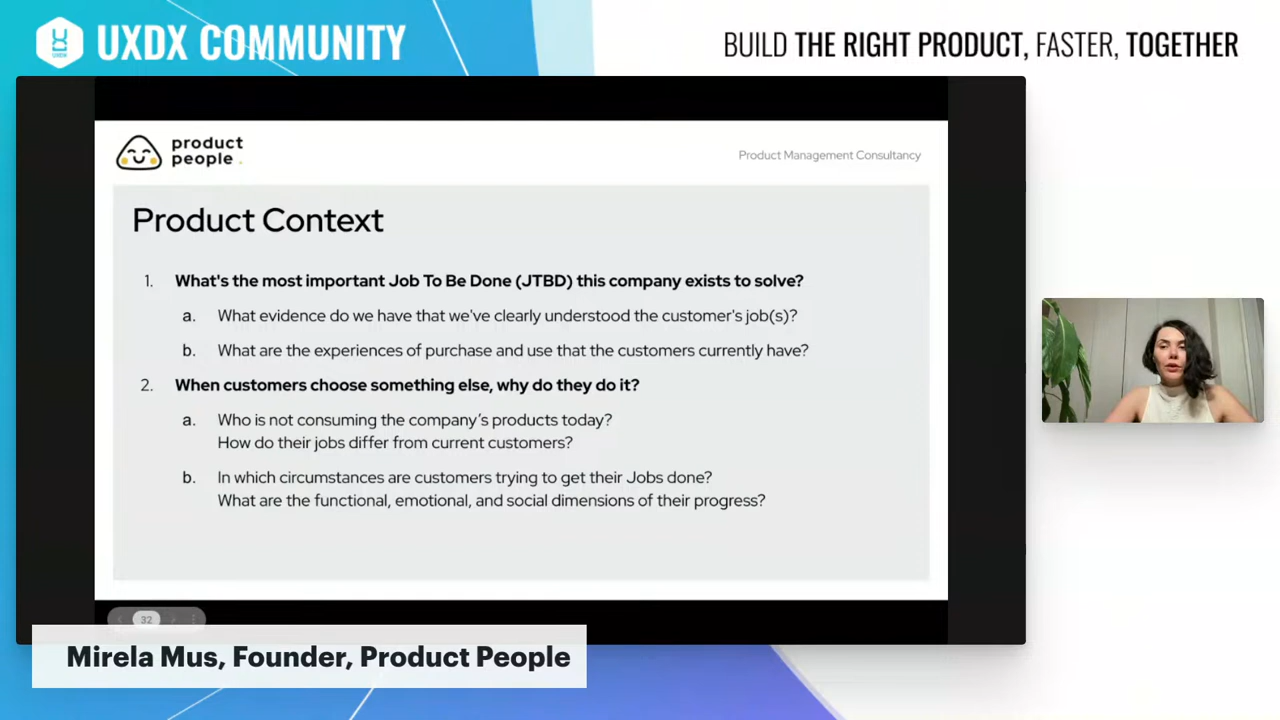 UXDX COMMUNITY
BUILD THE RIGHT PRODUCT, FASTER, TOGETHER
product
people.
Product Management Consultancy
Product Context
1. What's the most important Job To Be Done (JTBD) this company exists to solve?
a. What evidence do we have that we've clearly understood the customer's job(s)?
b. What are the experiences of purchase and use that the customers currently have?
2. When customers choose something else, why do they do it?
a. Who is not consuming the company's products today?
How do their jobs differ from current customers?
b. In which circumstances are customers trying to get their Jobs done?
What are the functional, emotional, and social dimensions of their progress?
32
Mirela Mus, Founder, Product People